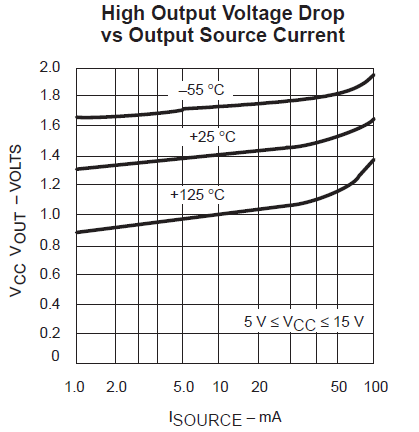 High Output Voltage Drop
vs Output Source Current
2.0
1.8
1.6
1.4
1.2
1.0
0.8
0.6
0.4
0.2
0
VCC VOUT – VOLTS
–55 °C
+25 °C
+125 °C
5 V ≤ VCC ≤ 15 V
1.0 2.0 5.0 10 20 50 100
ISOURCE – mA